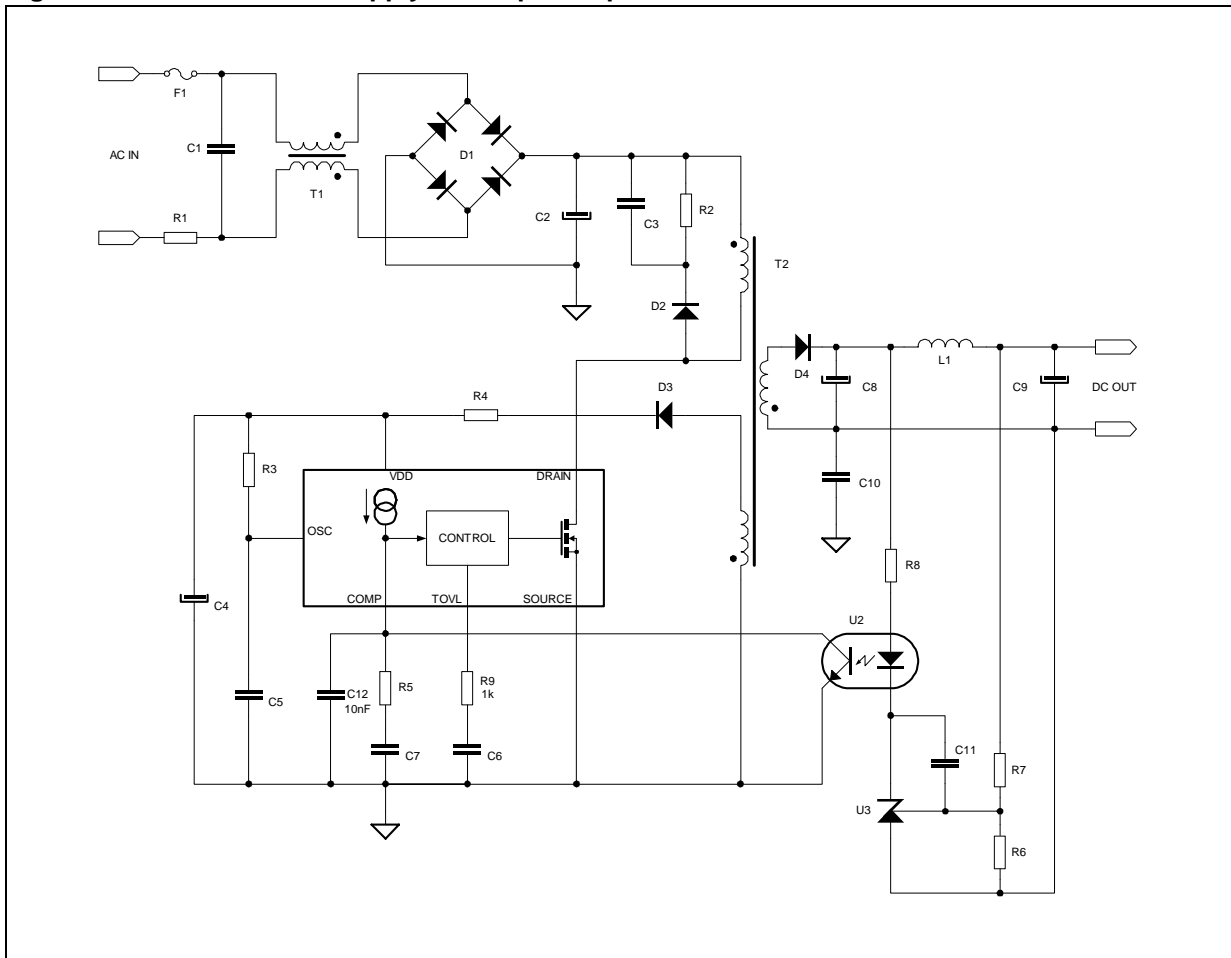 F1
AC IN
C1
T1
R1
D1
C2
C3
R2
D2
T2
D3
R4
D4
C8
L1
C9
DC OUT
R3
VDD
DRAIN
OSC
CONTROL
COMP
TOVL
SOURCE
C10
R8
C4
U2
C5
C12
10nF
R5
R9
1k
C7
C6
C11
R7
U3
R6